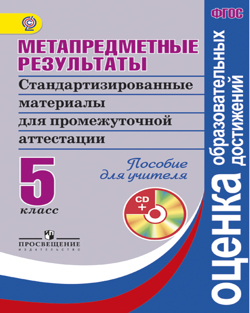 ФГОС
МЕТАПРЕДМЕТНЫЕ
РЕЗУЛЬТАТЫ
Стандартизированные
материалы
для промежуточной
аттестации
5
класс
Пособие
для учителя
CD
+
ПРОСВЕЩЕНИЕ
ИЗДАТЕЛЬСТВО
оценка
образовательных
достижений